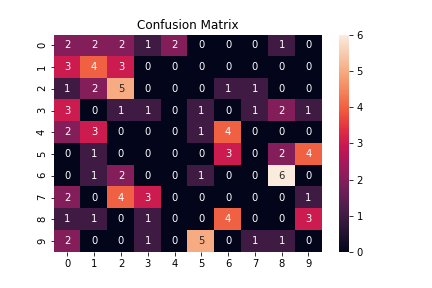 Confusion Matrix
0 2 2 2 1 2 0 0 0 1 0 6
1 3 4 3 0 0 0 0 0 0 0 5
2 1 2 5 0 0 0 1 1 0 0
3 3 0 1 1 0 1 0 1 2 1 4
4 2 3 0 0 0 1 4 0 0 0 3
5 0 1 0 0 0 0 3 0 2 4
6 0 1 2 0 0 1 0 0 6 0 2
7 2 0 4 3 0 0 0 0 0 1
8 1 1 0 1 0 0 4 0 0 3 1
9 2 0 0 1 0 5 0 1 1 0 0
0 1 2 3 4 5 6 7 8 9